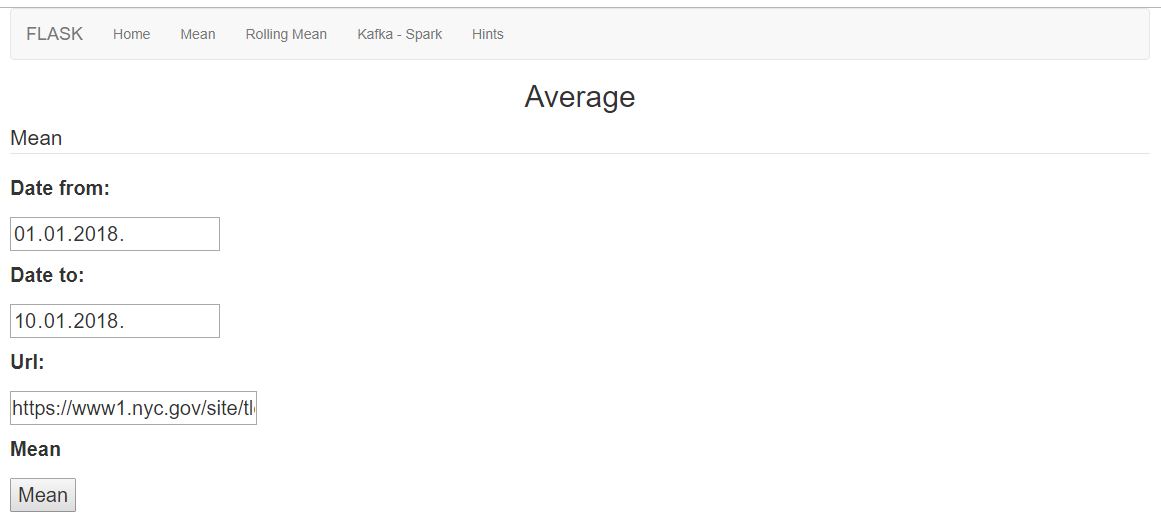 FLASK Home Mean Rolling Mean Kafka - Spark Hints
Average
Mean
Date from:
01.01.2018.
Date to:
10.01.2018.
Url:
https://www1.nyc.gov/site/tl
Mean
Mean